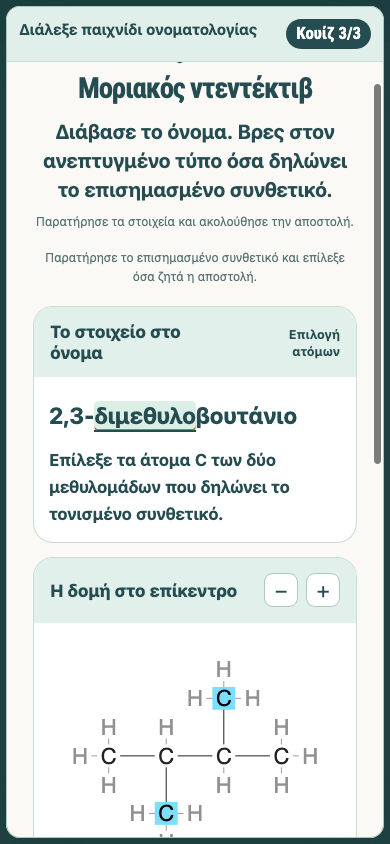 Διάλεξε παιχνίδι ονοματολογίας
Κουίζ 3/3
Μοριακός ντετέκτιβ
Διάβασε το όνομα. Βρες στον
ανεπτυγμένο τύπο όσα δηλώνει
το επισημασμένο συνθετικό.
Παρατήρησε τα στοιχεία και ακολούθησε την αποστολή.
Παρατήρησε το επισημασμένο συνθετικό και επίλεξε
όσα ζητά η αποστολή.
Το στοιχείο στο
όνομα
Επιλογή
ατόμων
2,3-διμεθυλοβουτάνιο
Επίλεξε τα άτομα C των δύο
μεθυλομάδων που δηλώνει το
τονισμένο συνθετικό.
Η δομή στο επίκεντρο
− +
H
H C H
H H H
H C C C C H
H H H
H C H